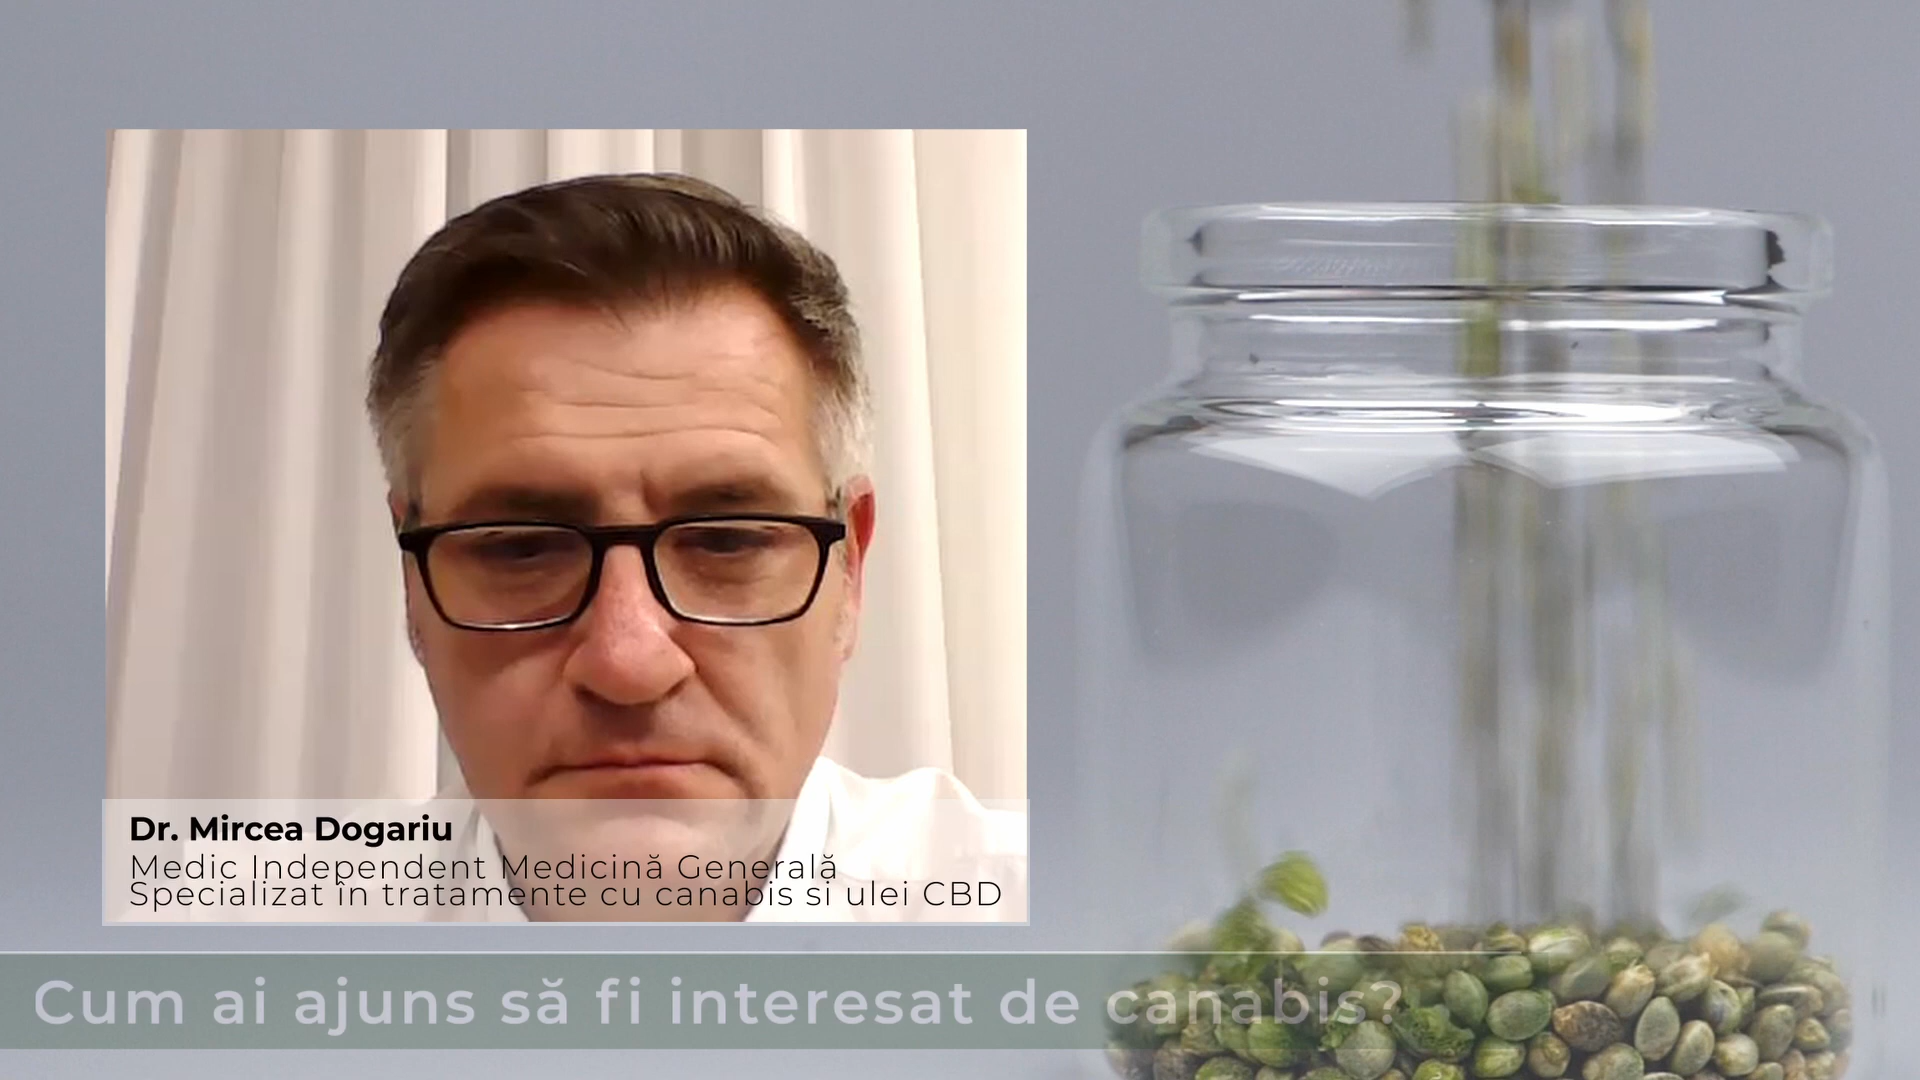 Dr. Mircea Dogariu
Medic Independent Medicină Generală
Specializat în tratamente cu canabis si ulei CBD
Cum ai ajuns să fi interesat de canabis?